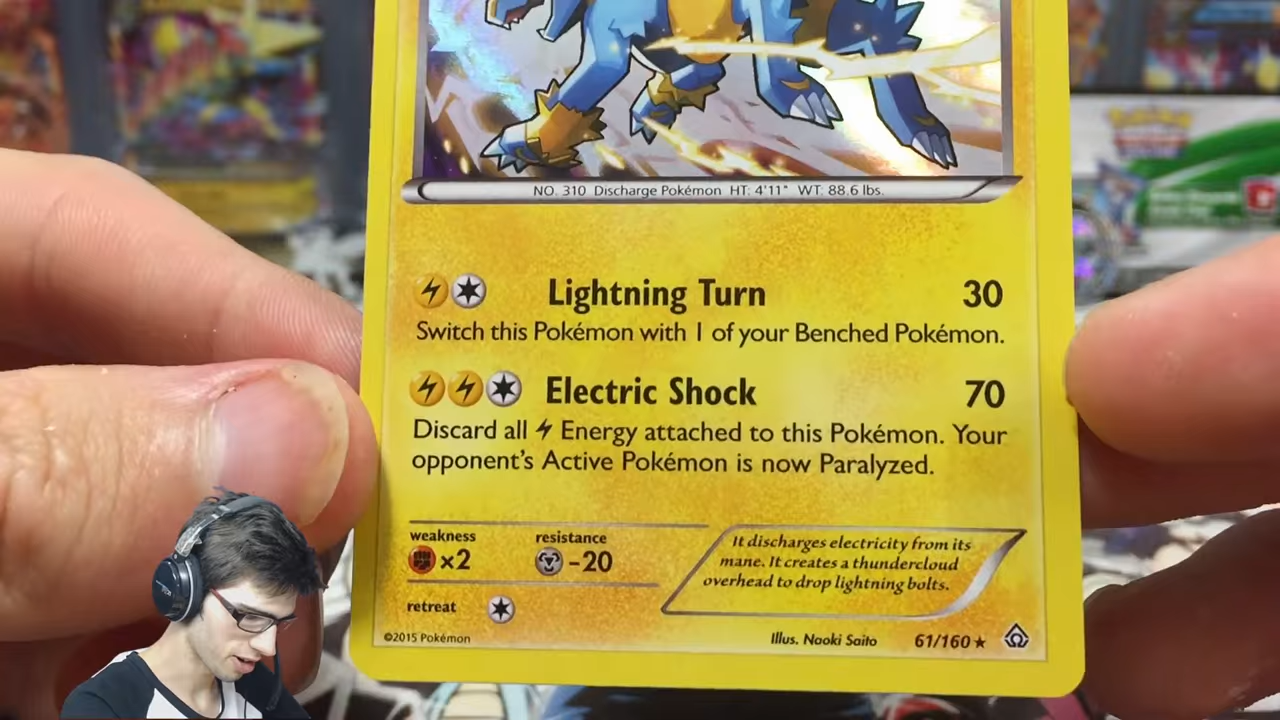 NO. 310 Discharge Pokémon HT: 4'11" WT: 88.6 lbs.
Lightning Turn 30
Switch this Pokémon with 1 of your Benched Pokémon.
Electric Shock 70
Discard all Energy attached to this Pokémon. Your
opponent's Active Pokémon is now Paralyzed.
weakness resistance
×2 -20
It discharges electricity from its
mane. It creates a thundercloud
overhead to drop lightning bolts.
retreat
©2015 Pokémon Illus. Naoki Saito 61/160